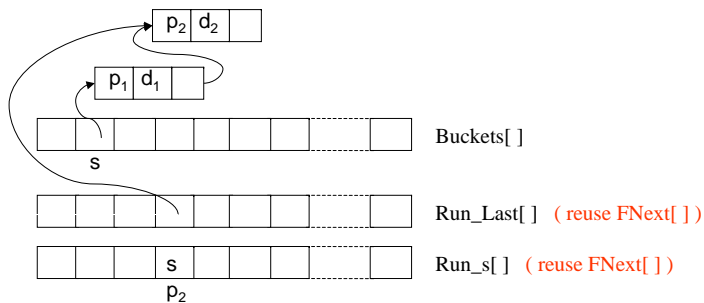 p2 d2
p1 d1
Buckets[ ]
s
Run_Last[ ] ( reuse FNext[ ] )
s Run_s[ ] ( reuse FNext[ ] )
p2